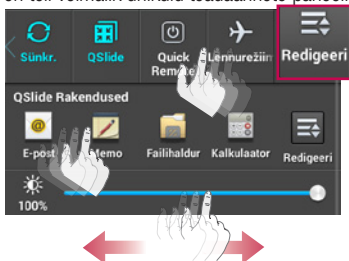 Sünkr. QSlide Quick Lennurežiim Redigeeri
Remote
QSlide Rakendused
E-post Memo Failihaldur Kalkulaator Redigeeri
100%